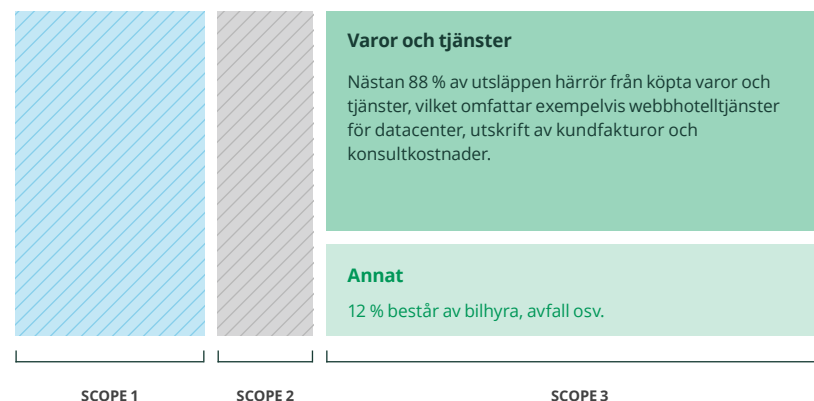 Varor och tjänster
Nästan 88 % av utsläppen härrör från köpta varor och
tjänster, vilket omfattar exempelvis webbhotelltjänster
för datacenter, utskrift av kundfakturor och
konsultkostnader.
Annat
12 % består av bilhyra, avfall osv.
SCOPE 1
SCOPE 2
SCOPE 3